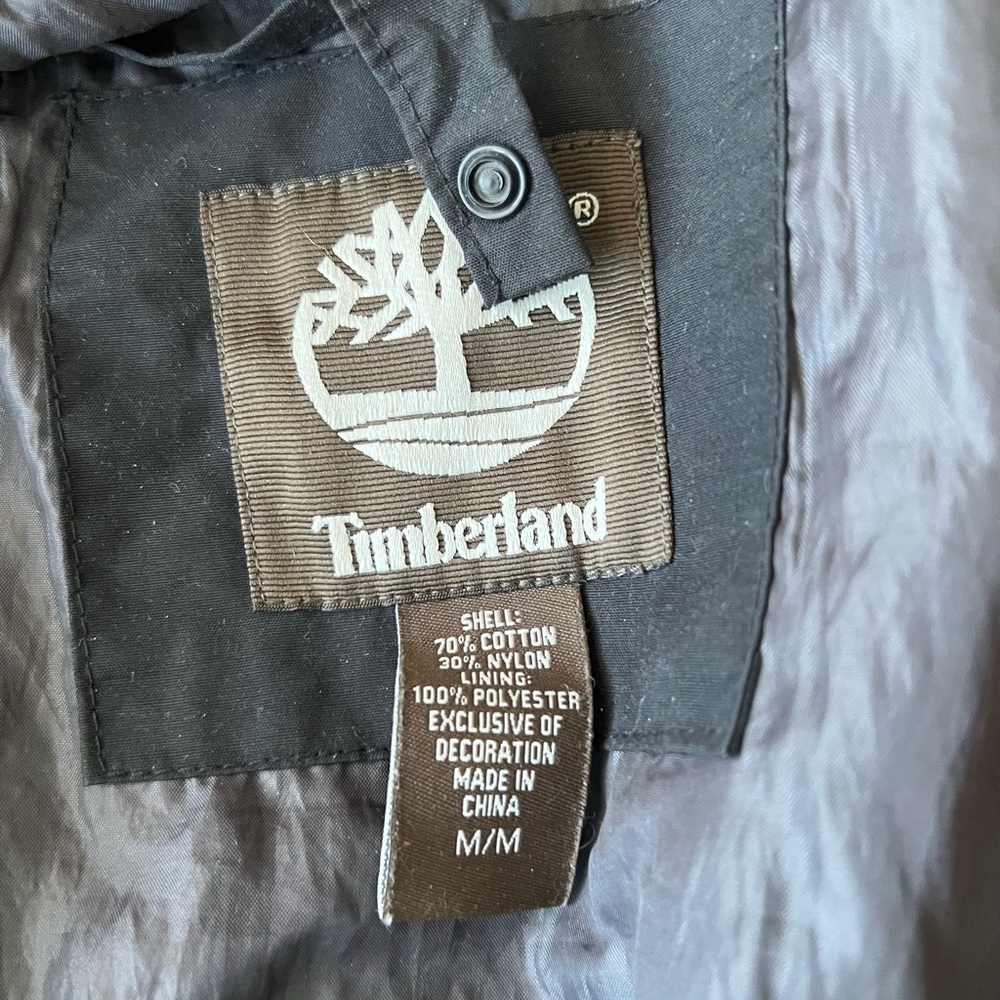 ®
Timberland
SHELL:
70% COTTON
30% NYLON
LINING:
100% POLYESTER
EXCLUSIVE OF
DECORATION
MADE IN
CHINA
M/M